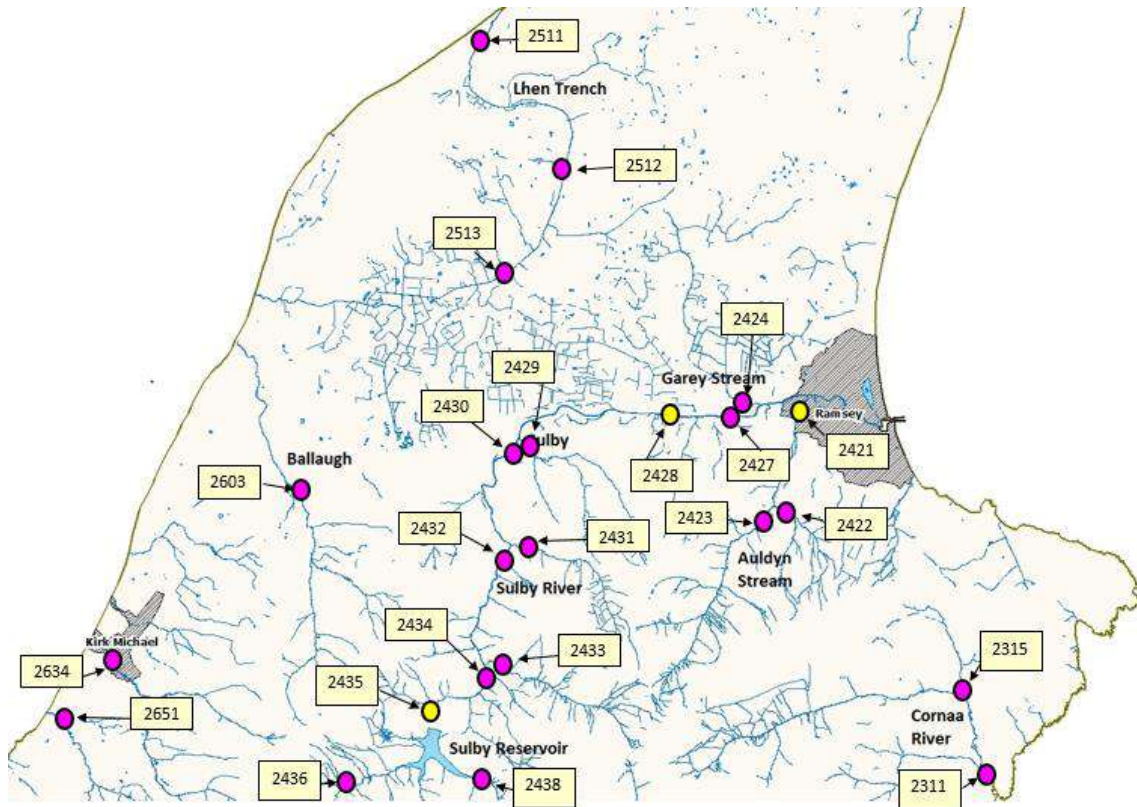 2511
Lhen Trench
2512
2513
2424
2429
Garey Stream
2430
Ramsey
ulby
Ballaugh
2428
2427
2421
2603
2423
2422
2432
2431
Auldyn
Stream
Sulby River
2434
2433
Kirk Michael
2634
2315
2435
2651
Cornaa
River
Sulby Reservoir
2436
2438
2311